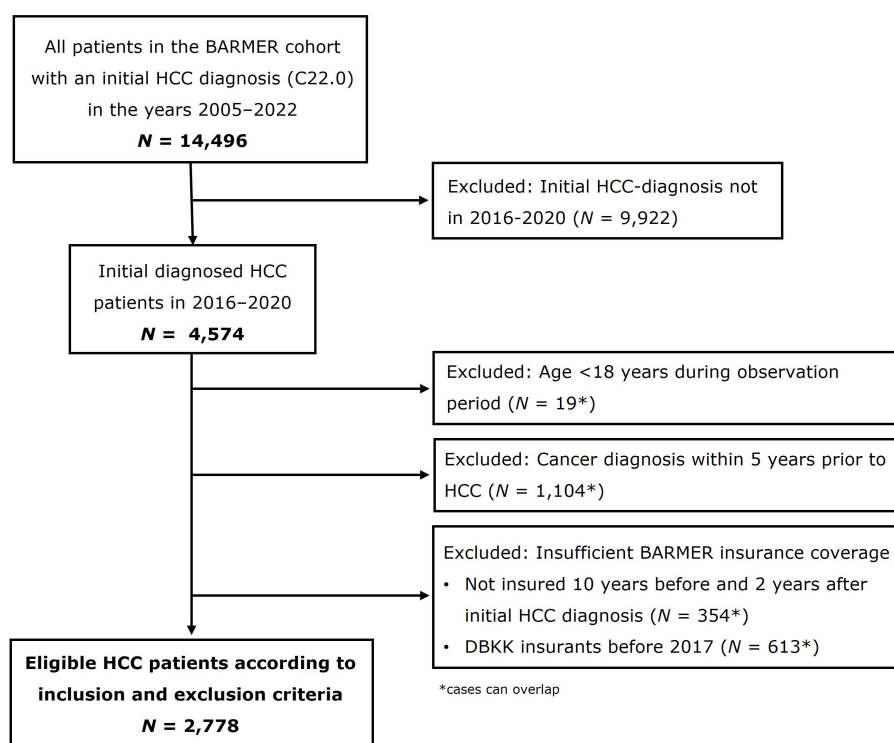 All patients in the BARMER cohort
with an initial HCC diagnosis (C22.0)
in the years 2005–2022
N = 14,496
Excluded: Initial HCC-diagnosis not
in 2016-2020 (N = 9,922)
Initial diagnosed HCC
patients in 2016–2020
N = 4,574
Excluded: Age <18 years during observation
period (N = 19*)
Excluded: Cancer diagnosis within 5 years prior to
HCC (N = 1,104*)
Excluded: Insufficient BARMER insurance coverage
• Not insured 10 years before and 2 years after
initial HCC diagnosis (N = 354*)
• DBKK insurants before 2017 (N = 613*)
Eligible HCC patients according to
inclusion and exclusion criteria
N = 2,778
*cases can overlap